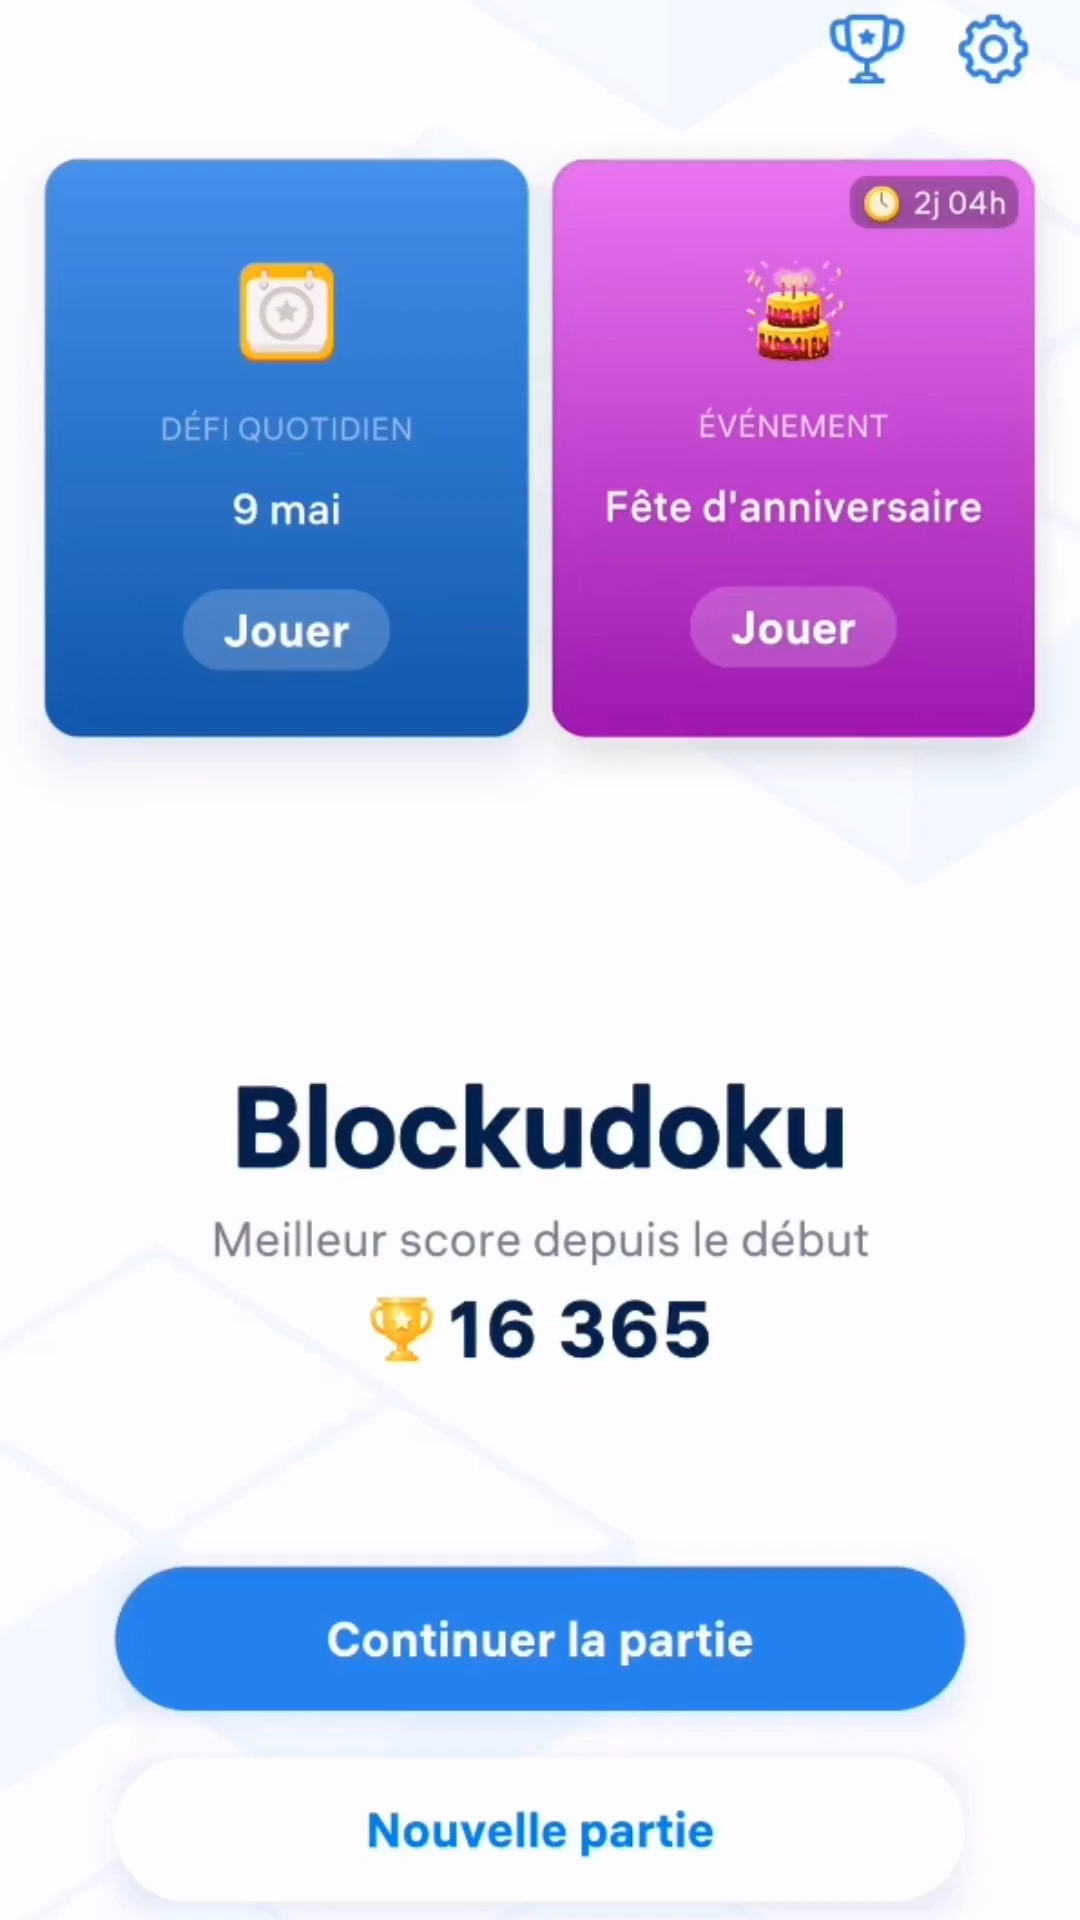 2j 04h
DÉFI QUOTIDIEN
9 mai
Jouer
ÉVÉNEMENT
Fête d'anniversaire
Jouer
Blockudoku
Meilleur score depuis le début
16 365
Continuer la partie
Nouvelle partie